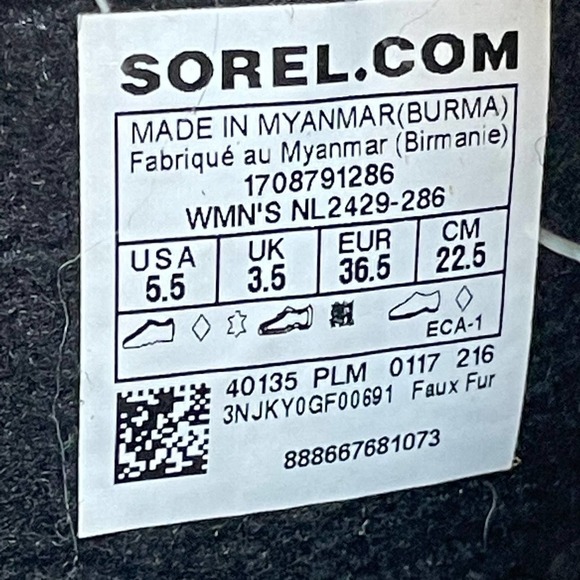 SOREL.COM
MADE IN MYANMAR(BURMA)
Fabriqué au Myanmar (Birmanie)
1708791286
WMN'S NL2429-286
USA UK EUR CM
5.5 3.5 36.5 22.5
ECA-1
40135 PLM 0117 216
3NJKY0GF00691 Faux Fur
888667681073